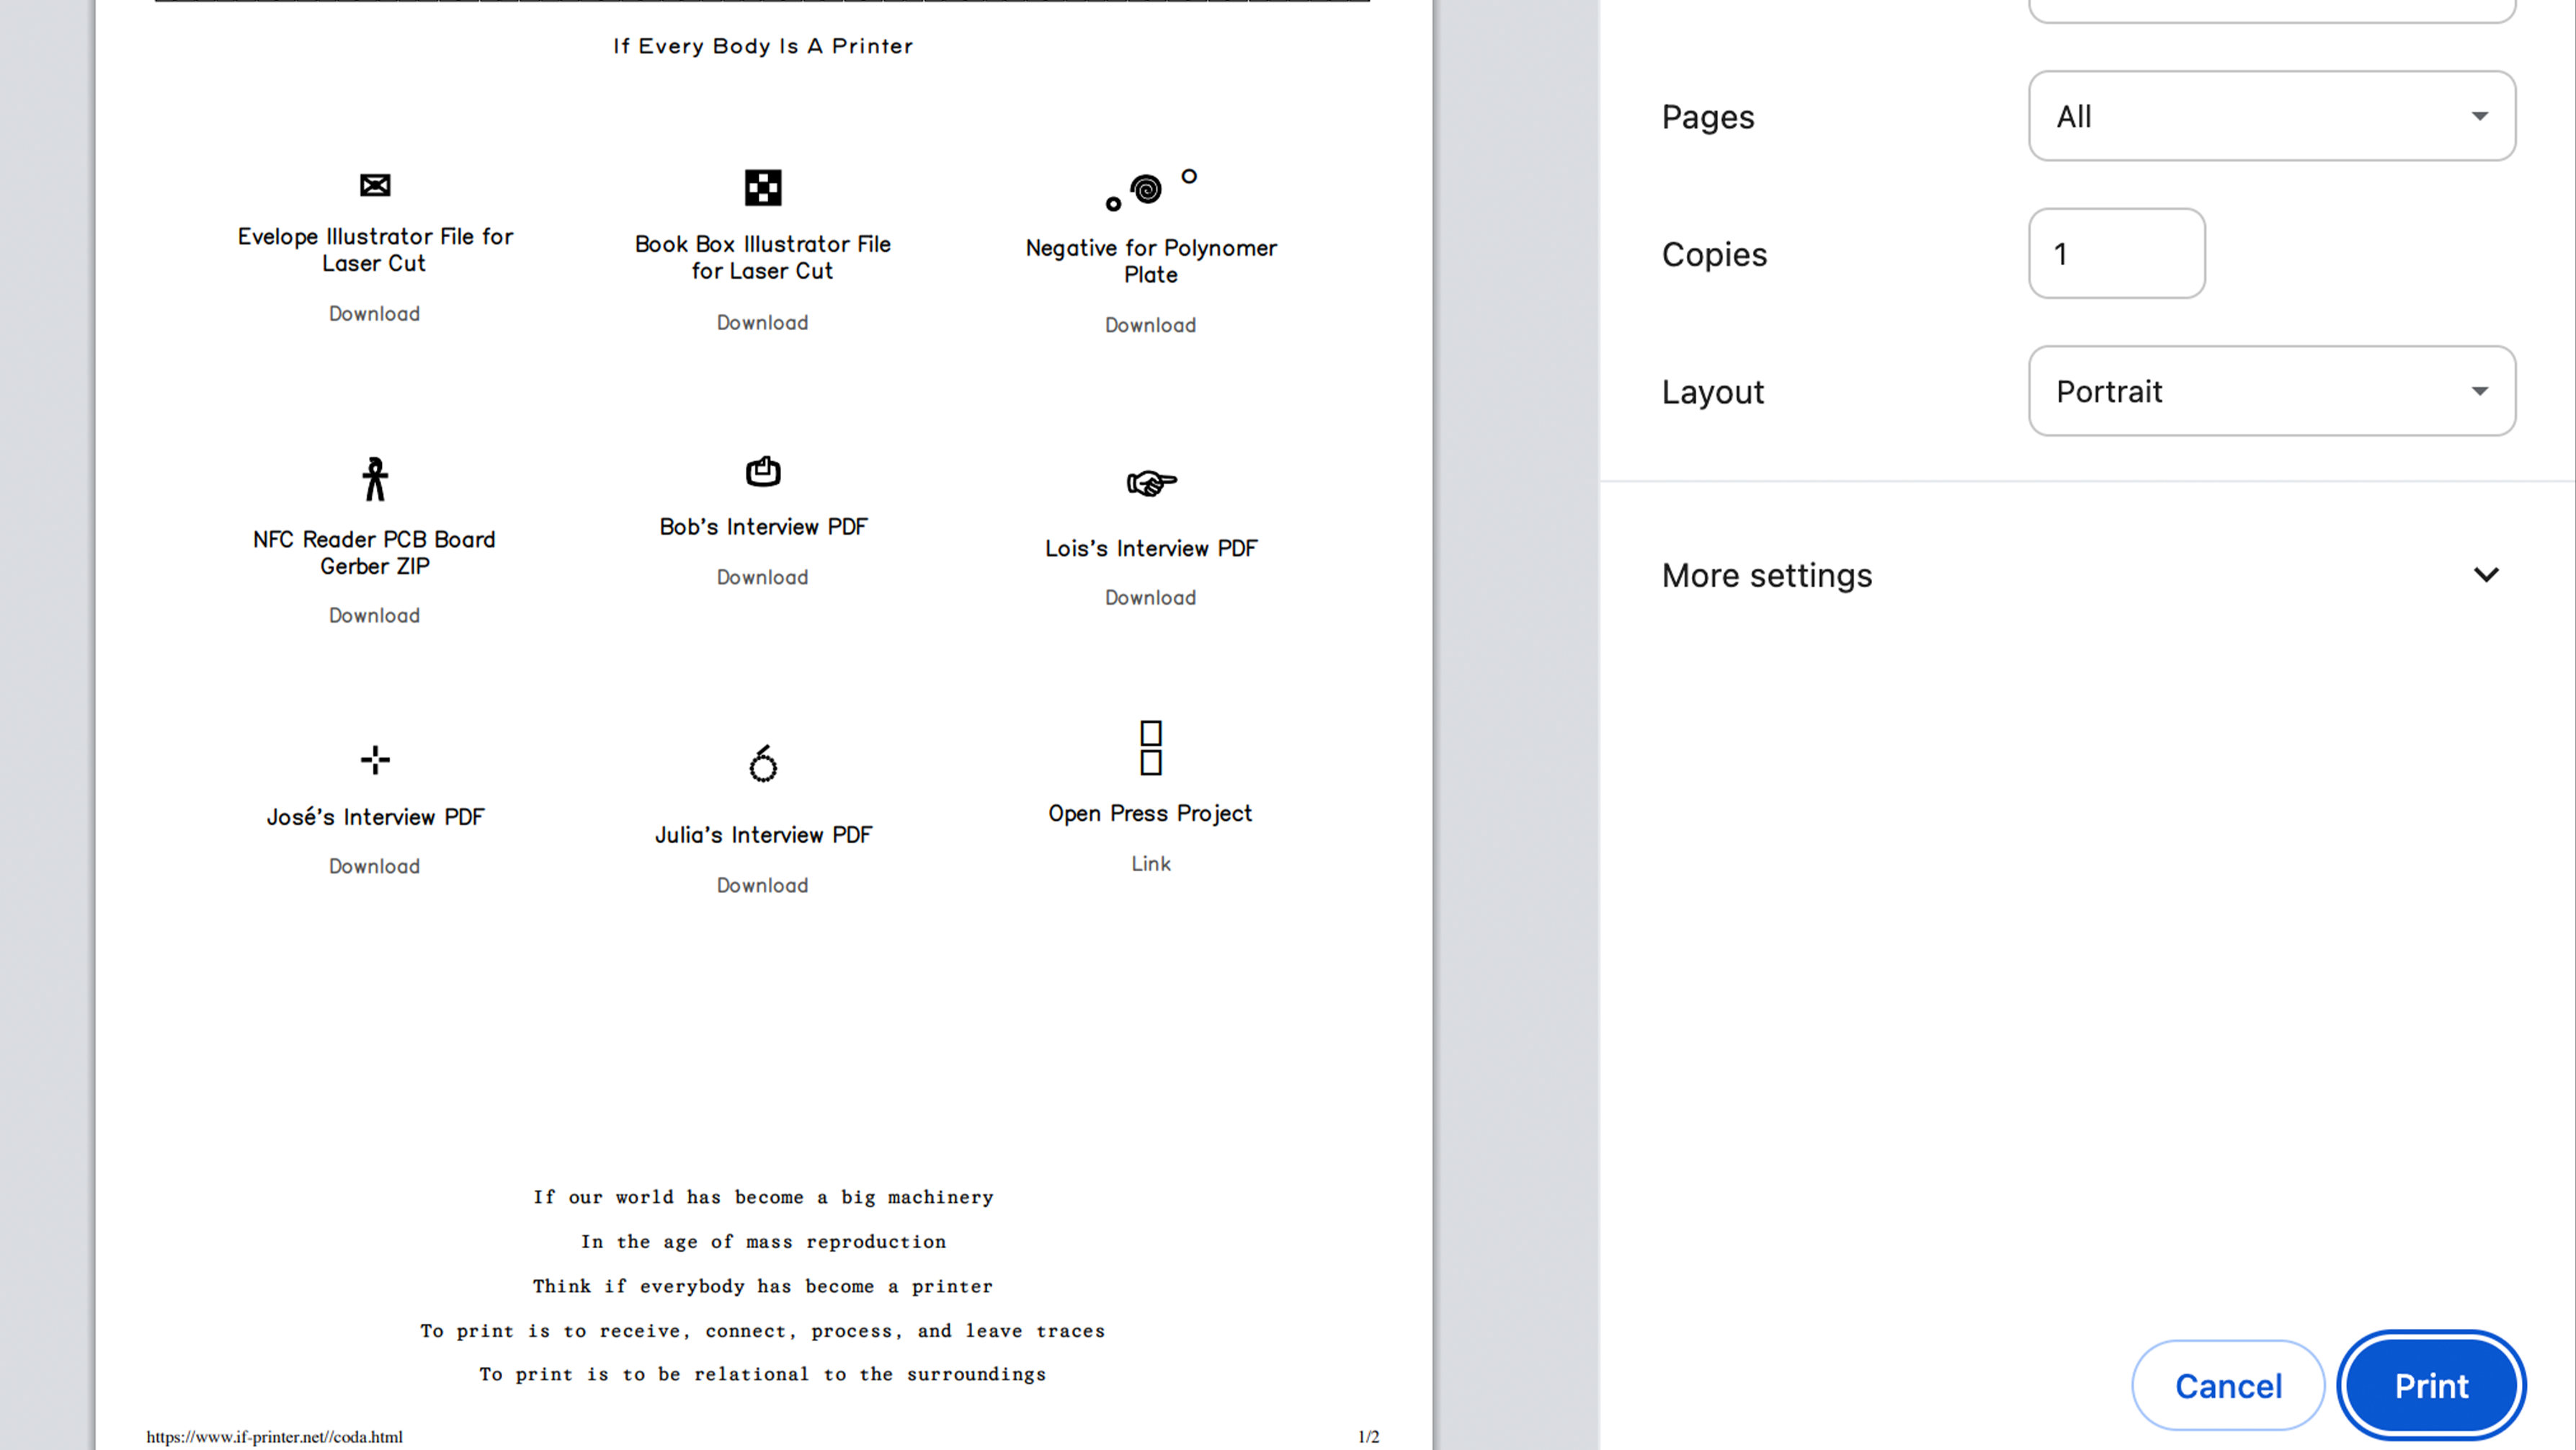 If Every Body Is A Printer
Evelope Illustrator File for
Laser Cut
Download
Book Box Illustrator File
for Laser Cut
Download
Negative for Polynomer
Plate
Download
NFC Reader PCB Board
Gerber ZIP
Download
Bob's Interview PDF
Download
Lois's Interview PDF
Download
José's Interview PDF
Download
Julia's Interview PDF
Download
Open Press Project
Link
If our world has become a big machinery
In the age of mass reproduction
Think if everybody has become a printer
To print is to receive, connect, process, and leave traces
To print is to be relational to the surroundings
https://www.if-printer.net//coda.html
1/2
Pages
All
Copies
1
Layout
Portrait
More settings
Cancel
Print